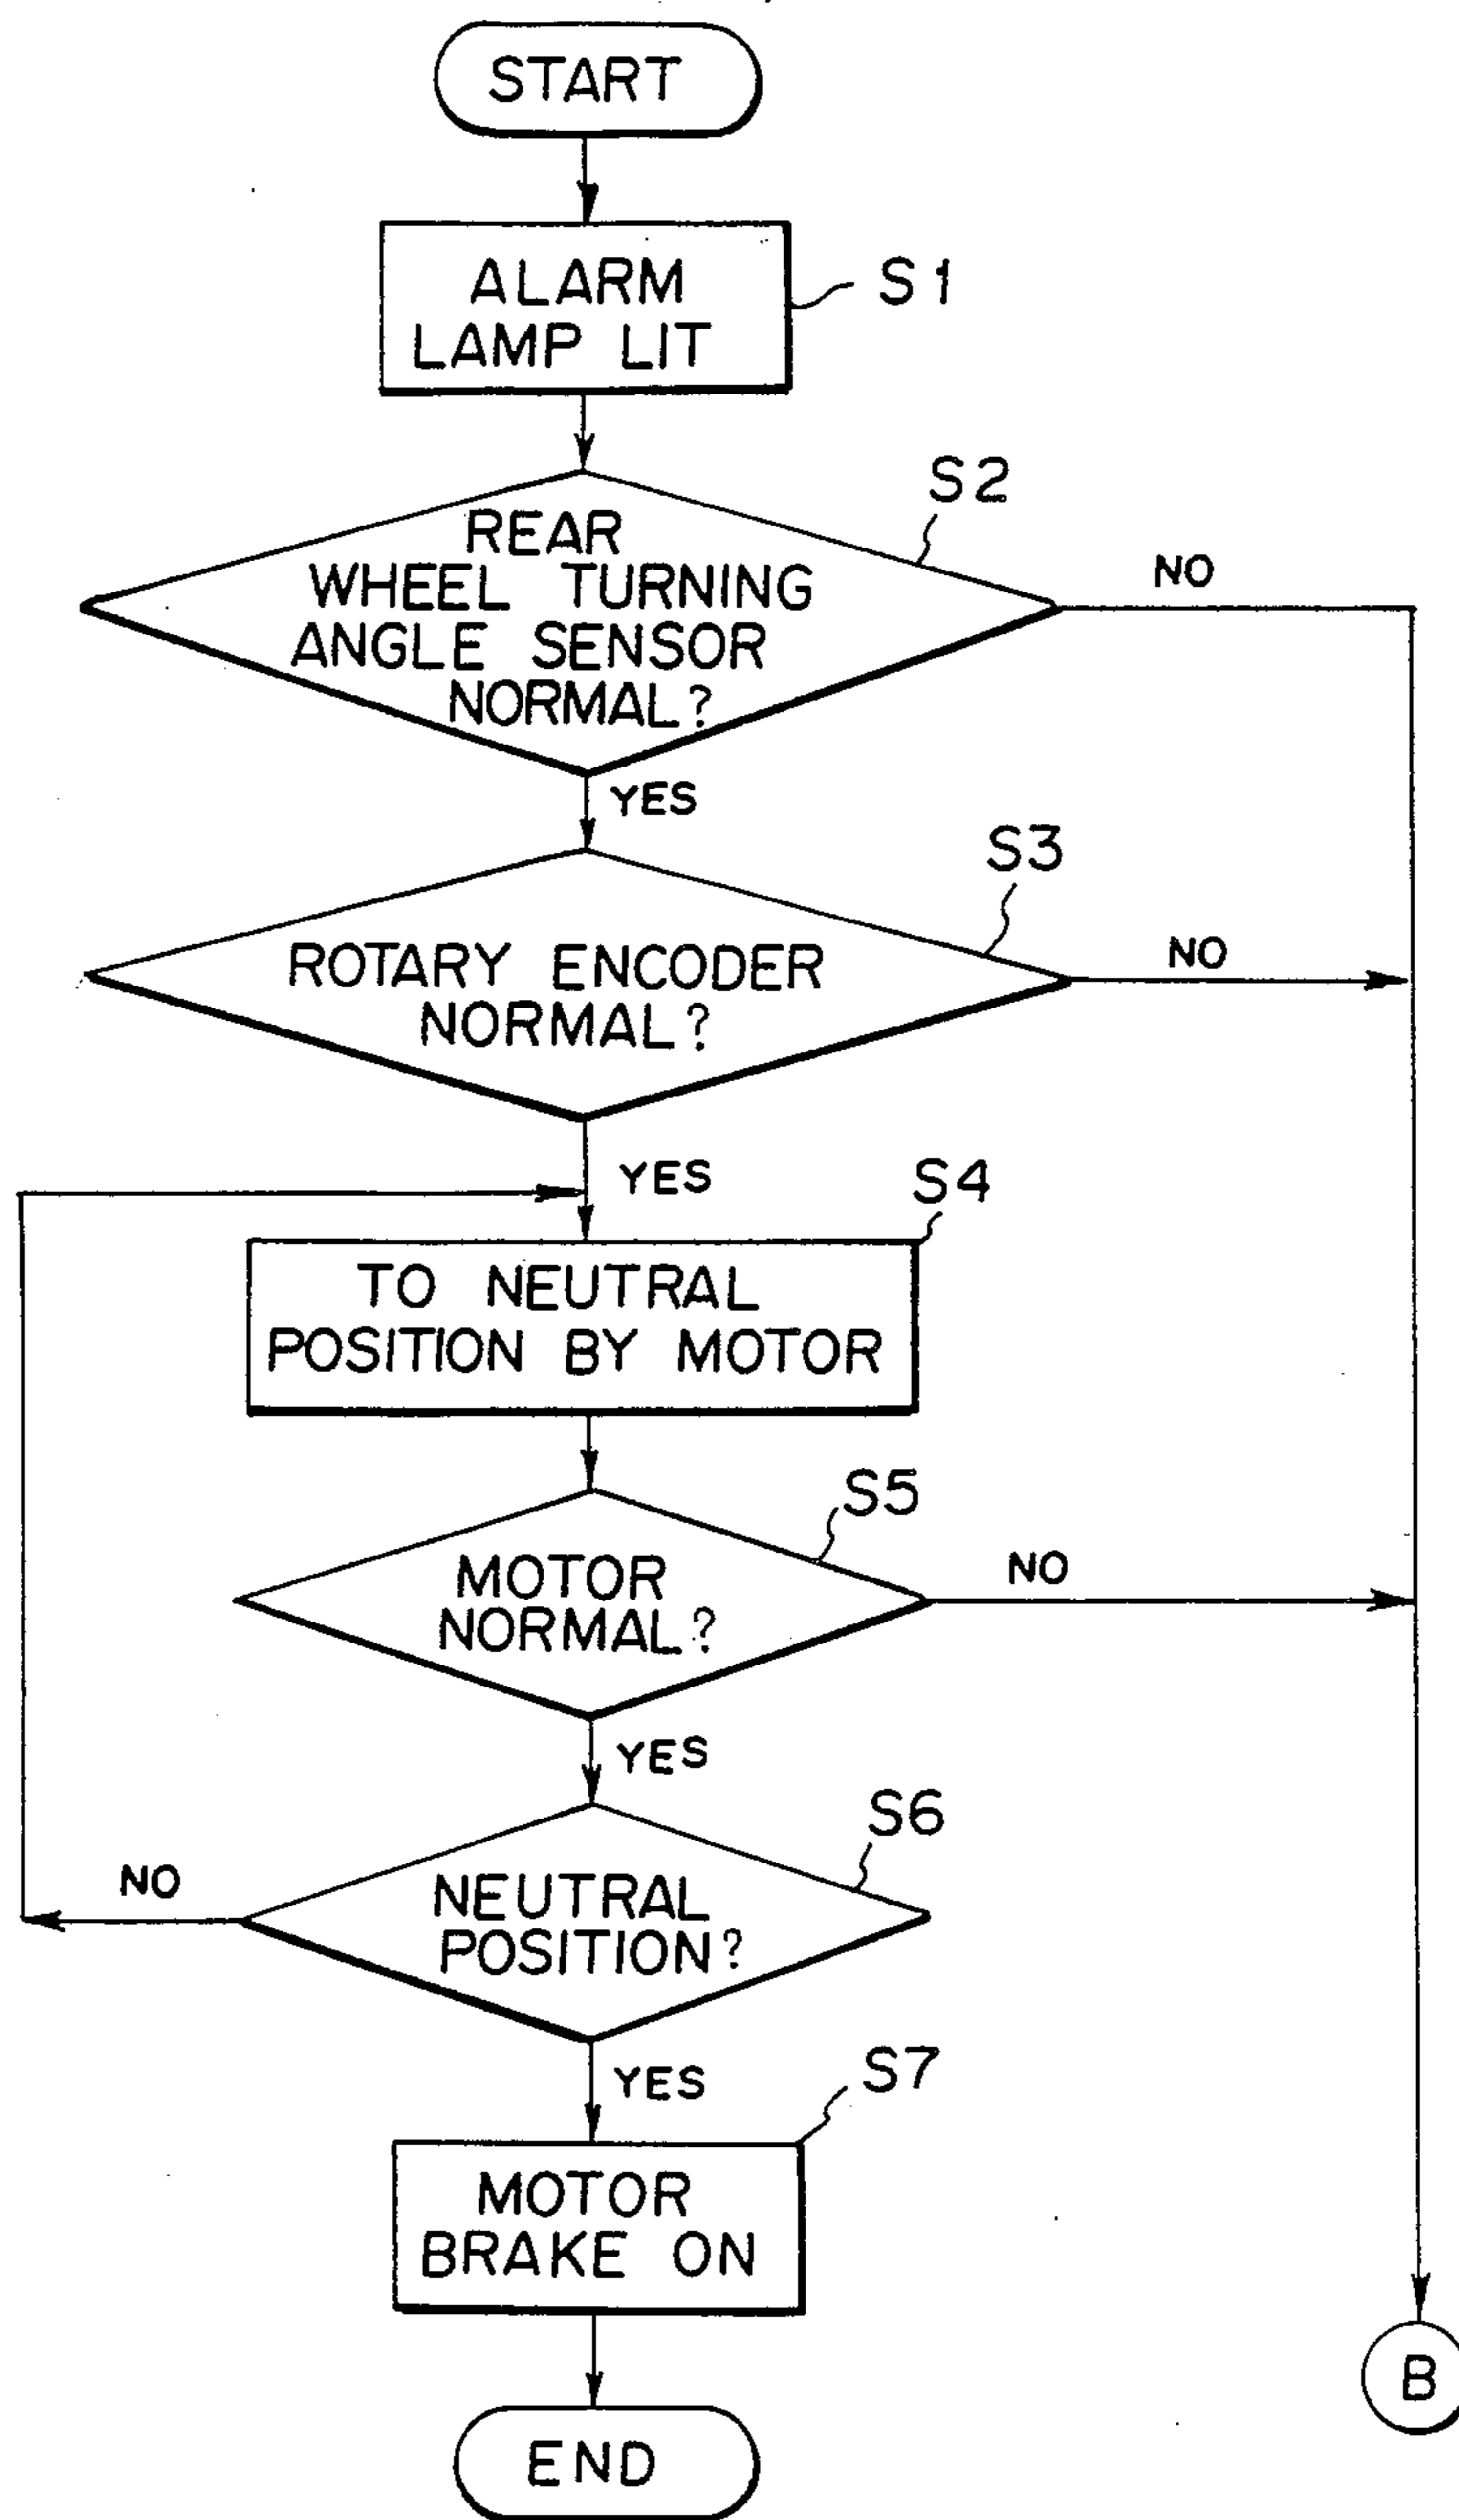 START
ALARM
LAMP LIT
S1
S2
REAR
WHEEL TURNING
ANGLE SENSOR
NORMAL?
NO
YES
S3
ROTARY ENCODER
NORMAL?
NO
YES
S4
TO NEUTRAL
POSITION BY MOTOR
S5
MOTOR
NORMAL?
NO
YES
S6
NEUTRAL
POSITION?
NO
YES
S7
MOTOR
BRAKE ON
B
END